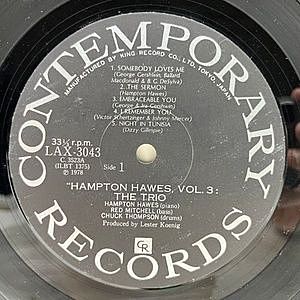 CONTEMPORARY
MANUFACTURED BY KING RECORD CO., LTD. TOKYO, JAPAN
1. SOMEBODY LOVES ME
(George Gershwin, Ballard
Macdonald & B.G. DeSylva)
2. THE SERMON
(Hampton Hawes)
3. EMBRACEABLE YOU
(George & Ira Gershwin)
4. I REMEMBER YOU
(Victor Schertzinger & Johnny Mercer)
5. NIGHT IN TUNISIA
(Dizzy Gillespie)
33⅓ r.p.m.
LAX-3043
C. 3523A
(ILBT 1375)
℗ 1978
Side 1
"HAMPTON HAWES, VOL. 3:
THE TRIO
HAMPTON HAWES (piano)
RED MITCHELL (bass)
CHUCK THOMPSON (drums)
Produced by Lester Koenig
CR
RECORDS